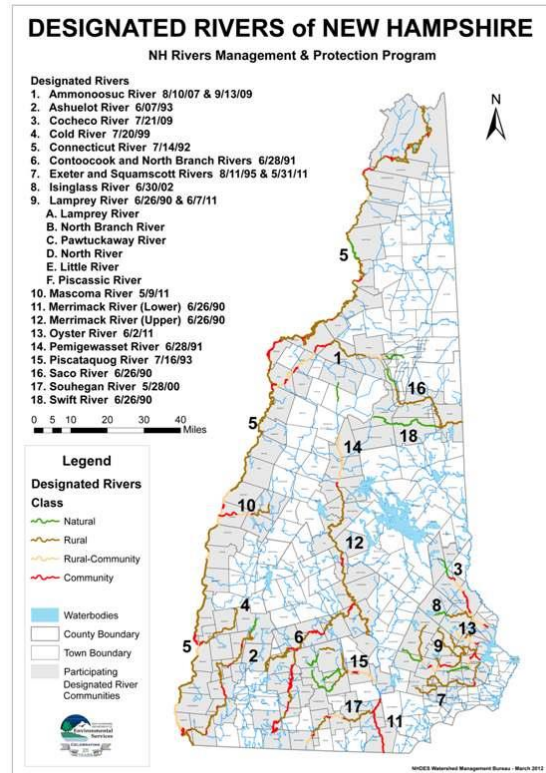 DESIGNATED RIVERS of NEW HAMPSHIRE
NH Rivers Management & Protection Program
Designated Rivers
1. Ammonoosuc River 8/10/07 & 9/13/09
2. Ashuelot River 6/07/93
3. Cocheco River 7/21/09
4. Cold River 7/20/99
5. Connecticut River 7/14/92
6. Contoocook and North Branch Rivers 6/28/91
7. Exeter and Squamscott Rivers 8/11/95 & 5/31/11
8. Isinglass River 6/30/02
9. Lamprey River 6/26/90 & 6/7/11
A. Lamprey River
B. North Branch River
C. Pawtuckaway River
D. North River
E. Little River
F. Piscassic River
10. Mascoma River 5/9/11
11. Merrimack River (Lower) 6/26/90
12. Merrimack River (Upper) 6/26/90
13. Oyster River 6/2/11
14. Pemigewasset River 6/28/91
15. Piscataquog River 7/16/93
16. Saco River 6/26/90
17. Souhegan River 5/28/00
18. Swift River 6/26/90
0 5 10 20 30 40
Miles
N
Legend
Designated Rivers
Class
Natural
Rural
Rural-Community
Community
Waterbodies
County Boundary
Town Boundary
Participating
Designated River
Communities
Environmental
Services
5
1
16
5
18
14
10
12
3
4
8
13
5
2
6
9
15
7
17
11
NHDES Watershed Management Bureau - March 2012